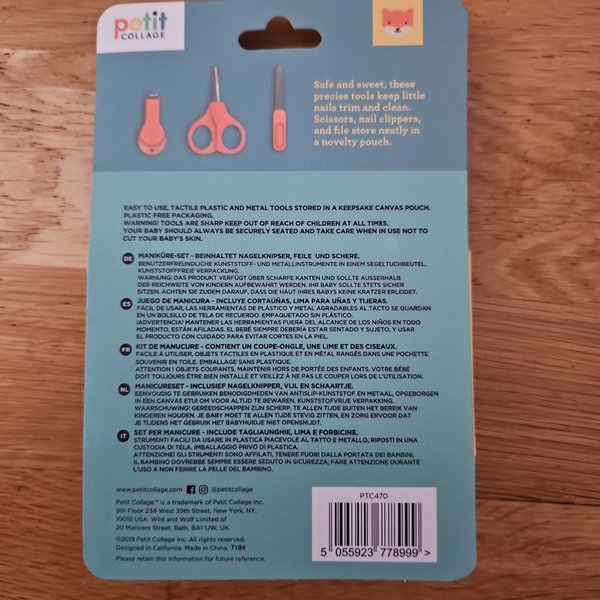 petit
COLLAGE
Safe and sweet, these
precise tools keep little
nails trim and clean.
Scissors, nail clippers,
and file store neatly in
a novelty pouch.
EASY TO USE, TACTILE PLASTIC AND METAL TOOLS STORED IN A KEEPSAKE CANVAS POUCH.
PLASTIC FREE PACKAGING.
WARNING! TOOLS ARE SHARP KEEP OUT OF REACH OF CHILDREN AT ALL TIMES.
YOUR BABY SHOULD ALWAYS BE SECURELY SEATED AND TAKE CARE WHEN IN USE NOT TO
CUT YOUR BABY'S SKIN.
DE MANIKÜRE-SET - BEINHALTET NAGELKNIPSER, FEILE UND SCHERE.
BENUTZERFREUNDLICHE KUNSTSTOFF- UND METALLINSTRUMENTE IN EINEM SEGELTUCHBEUTEL.
KUNSTSTOFFFREIE VERPACKUNG.
WARNUNG! DAS PRODUKT VERFÜGT ÜBER SCHARFE KANTEN UND SOLLTE AUSSERHALB
DER REICHWEITE VON KINDERN AUFBEWAHRT WERDEN. IHR BABY SOLLTE STETS SICHER
SITZEN. ACHTEN SIE ZUDEM DARAUF, DASS DIE HAUT IHRES BABYS KEINE KRATZER ERLEIDET.
ES JUEGO DE MANICURA - INCLUYE CORTAÚÑAS, LIMA PARA UÑAS Y TIJERAS.
FÁCIL DE USAR, LAS HERRAMIENTAS DE PLÁSTICO Y METAL AGRADABLES AL TACTO SE GUARDAN
EN UN BOLSILLO DE TELA DE RECUERDO. EMPAQUETADO SIN PLÁSTICO.
¡ADVERTENCIA! MANTENER LAS HERRAMIENTAS FUERA DEL ALCANCE DE LOS NIÑOS EN TODO
MOMENTO, ESTÁN AFILADAS. EL BEBÉ SIEMPRE DEBERÍA ESTAR SENTADO Y SUJETO, Y USAR
EL PRODUCTO CON CUIDADO PARA EVITAR CORTES EN LA PIEL.
FR KIT DE MANUCURE - CONTIENT UN COUPE-ONGLE, UNE LIME ET DES CISEAUX.
FACILE À UTILISER, OBJETS TACTILES EN PLASTIQUE ET EN MÉTAL RANGÉS DANS UNE POCHETTE
SOUVENIR EN TOILE. EMBALLAGE SANS PLASTIQUE.
ATTENTION ! OBJETS COUPANTS. MAINTENIR HORS DE PORTÉE DES ENFANTS. VOTRE BÉBÉ
DOIT TOUJOURS ÊTRE BIEN INSTALLÉ ET VEILLEZ À NE PAS LE COUPER LORS DE L'UTILISATION.
NL MANICURESET - INCLUSIEF NAGELKNIPPER, VIJL EN SCHAARTJE.
EENVOUDIG TE GEBRUIKEN BENODIGDHEDEN VAN ANTISLIP-KUNSTSTOF EN METAAL, OPGEBORGEN
IN EEN CANVAS ETUI OM VOOR ALTIJD TE BEWAREN. KUNSTSTOFVRIJE VERPAKKING.
WAARSCHUWING! GEREEDSCHAPPEN ZIJN SCHERP. TE ALLEN TIJDE BUITEN HET BEREIK VAN
KINDEREN HOUDEN. JE BABY MOET TE ALLEN TIJDE STEVIG ZITTEN, EN ZORG ERVOOR DAT
JE TIJDENS HET GEBRUIK HET BABYHUIDJE NIET OPENSNIJDT.
IT SET PER MANICURE - INCLUDE TAGLIAUNGHIE, LIMA E FORBICINE.
STRUMENTI FACILI DA USARE IN PLASTICA PIACEVOLE AL TATTO E METALLO, RIPOSTI IN UNA
CUSTODIA DI TELA. IMBALLAGGIO PRIVO DI PLASTICA.
ATTENZIONE! GLI STRUMENTI SONO AFFILATI, TENERE FUORI DALLA PORTATA DEI BAMBINI.
IL BAMBINO DOVREBBE SEMPRE ESSERE SEDUTO IN SICUREZZA; FARE ATTENZIONE DURANTE
L'USO A NON FERIRE LA PELLE DEL BAMBINO.
www.petitcollage.com @petitcollage
Petit Collage™ is a trademark of Petit Collage Inc.
9th Floor 234 West 39th Street, New York, NY,
10018 USA. Wild and Wolf Limited of
20 Manvers Street, Bath, BA1 1JW, UK.
©2019 Petit Collage Inc. All rights reserved.
Designed in California. Made in China. 7184
Please retain this information for future reference.
PTC470
5 055923 778999 >